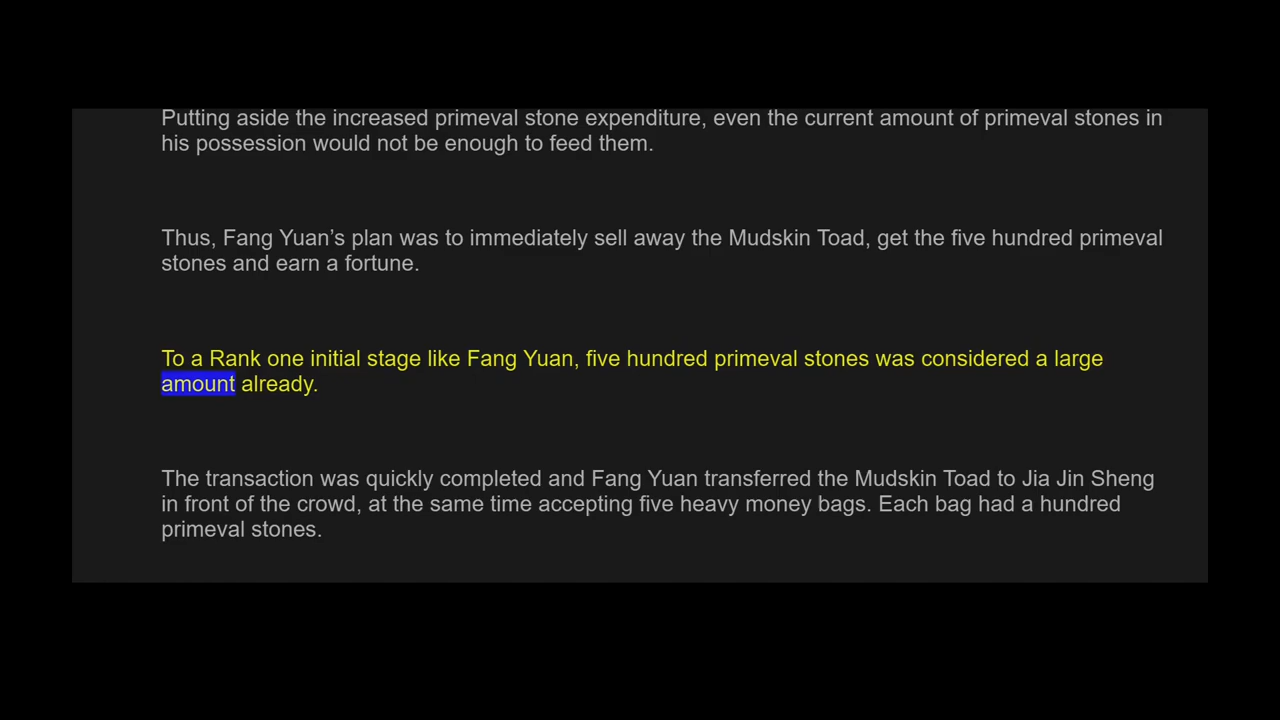 Putting aside the increased primeval stone expenditure, even the current amount of primeval stones in
his possession would not be enough to feed them.
Thus, Fang Yuan’s plan was to immediately sell away the Mudskin Toad, get the five hundred primeval
stones and earn a fortune.
To a Rank one initial stage like Fang Yuan, five hundred primeval stones was considered a large
amount already.
The transaction was quickly completed and Fang Yuan transferred the Mudskin Toad to Jia Jin Sheng
in front of the crowd, at the same time accepting five heavy money bags. Each bag had a hundred
primeval stones.